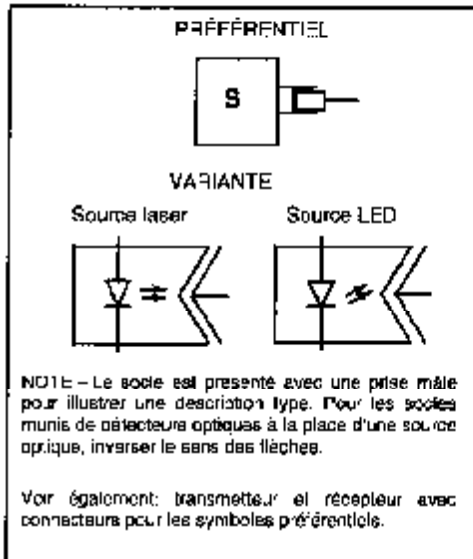 PRÉFÉRENTIEL
S
VARIANTE
Source laser Source LED
NOTE – Le socle est présenté avec une prise mâle
pour illustrer une description type. Pour les socles
munis de détecteurs optiques à la place d'une source
optique, inverser le sens des flèches.
Voir également: transmetteur et récepteur avec
connecteurs pour les symboles préférentiels.